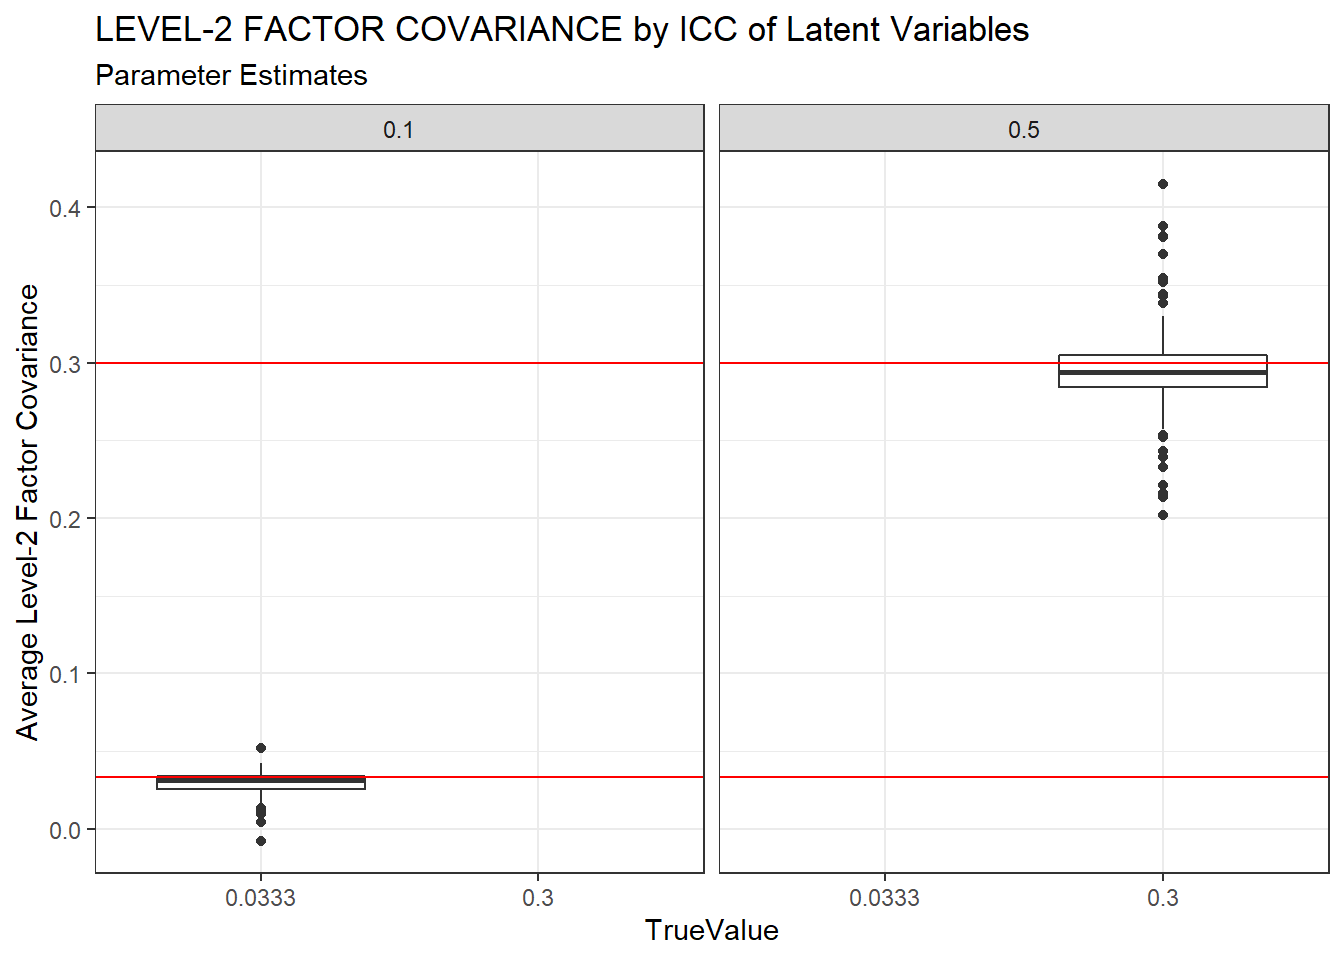 LEVEL-2 FACTOR COVARIANCE by ICC of Latent Variables
Parameter Estimates
0.1
0.5
Average Level-2 Factor Covariance
0.4
0.3
0.2
0.1
0.0
0.0333
0.3
0.0333
0.3
TrueValue